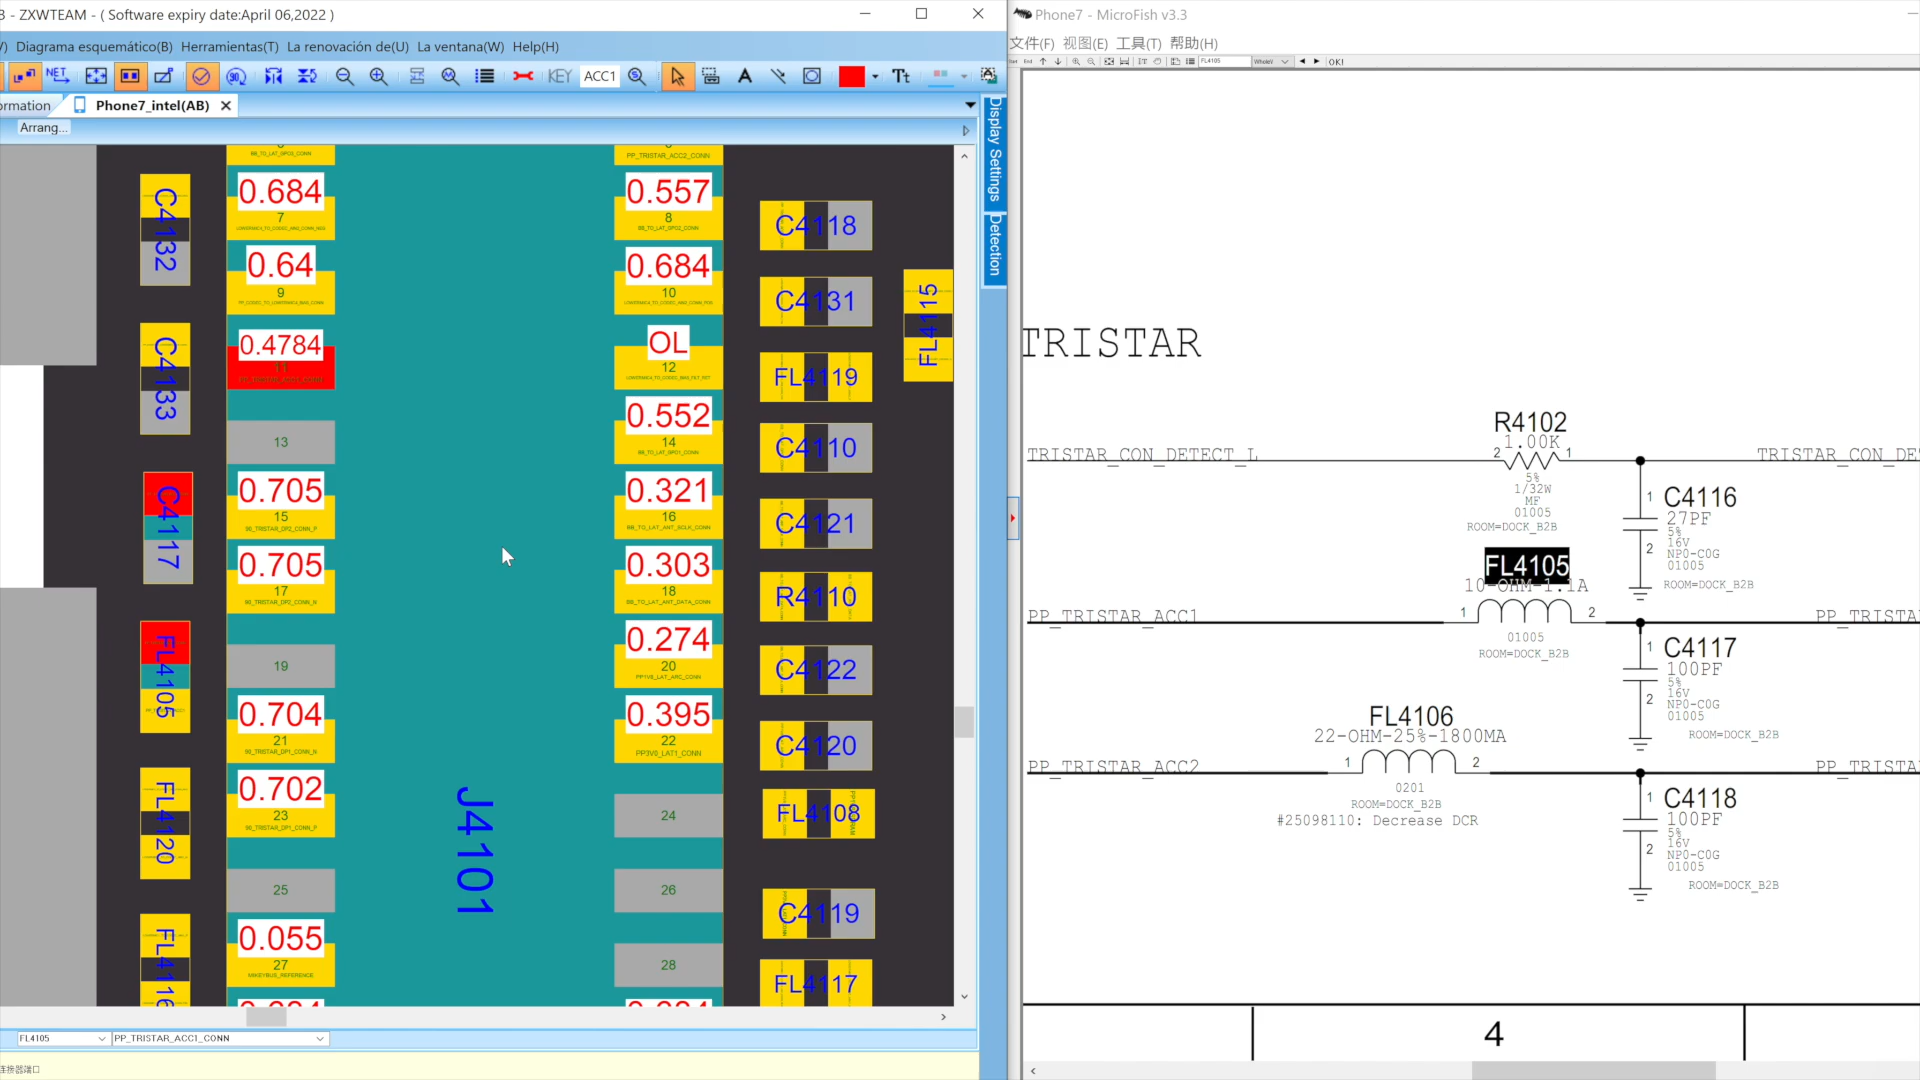 3 - ZXWTEAM - ( Software expiry date:April 06,2022 )
Phone7 - MicroFish v3.3
V) Diagrama esquemático(B) Herramientas(T) La renovación de(U) La ventana(W) Help(H)
文件(F) 视图(E) 工具(T) 帮助(H)
NET
KEY ACC1
A
Tt
FL4105
OK!
ormation
Phone7_intel(AB)
Arrang...
Display Settings
Detection
C4132
C4133
C4117
FL4105
FL4120
FL4116
BB_TO_LAT_GPO3_CONN
0.684
7
0.64
9
0.4784
11
PP_TRISTAR_ACC1_CONN
13
0.705
15
90_TRISTAR_DP2_CONN_P
0.705
17
90_TRISTAR_DP2_CONN_N
19
0.704
21
90_TRISTAR_DP1_CONN_N
0.702
23
90_TRISTAR_DP1_CONN_P
25
0.055
27
MIKEYBUS_REFERENCE
J4101
PP_TRISTAR_ACC2_CONN
0.557
8
BB_TO_LAT_GPO2_CONN
0.684
10
OL
12
0.552
14
BB_TO_LAT_GPO1_CONN
0.321
16
BB_TO_LAT_ANT_SCLK_CONN
0.303
18
BB_TO_LAT_ANT_DATA_CONN
0.274
20
PP1V8_LAT_ARC_CONN
0.395
22
PP3V0_LAT1_CONN
24
26
28
C4118
C4131
FL4119
C4110
C4121
R4110
C4122
C4120
FL4108
C4119
FL4117
FL4115
FL4105
PP_TRISTAR_ACC1_CONN
连接器端口
TRISTAR
R4102
1.00K
TRISTAR_CON_DETECT_L
2
1
TRISTAR_CON_DE
5%
1/32W
MF
01005
ROOM=DOCK_B2B
1
C4116
27PF
5%
16V
NP0-C0G
01005
2
ROOM=DOCK_B2B
FL4105
10-OHM-1.1A
PP_TRISTAR_ACC1
1
2
PP_TRISTA
01005
ROOM=DOCK_B2B
1
C4117
100PF
5%
16V
NP0-C0G
01005
2
ROOM=DOCK_B2B
FL4106
22-OHM-25%-1800MA
PP_TRISTAR_ACC2
1
2
PP_TRISTA
0201
ROOM=DOCK_B2B
#25098110: Decrease DCR
1
C4118
100PF
5%
16V
NP0-C0G
01005
2
ROOM=DOCK_B2B
4